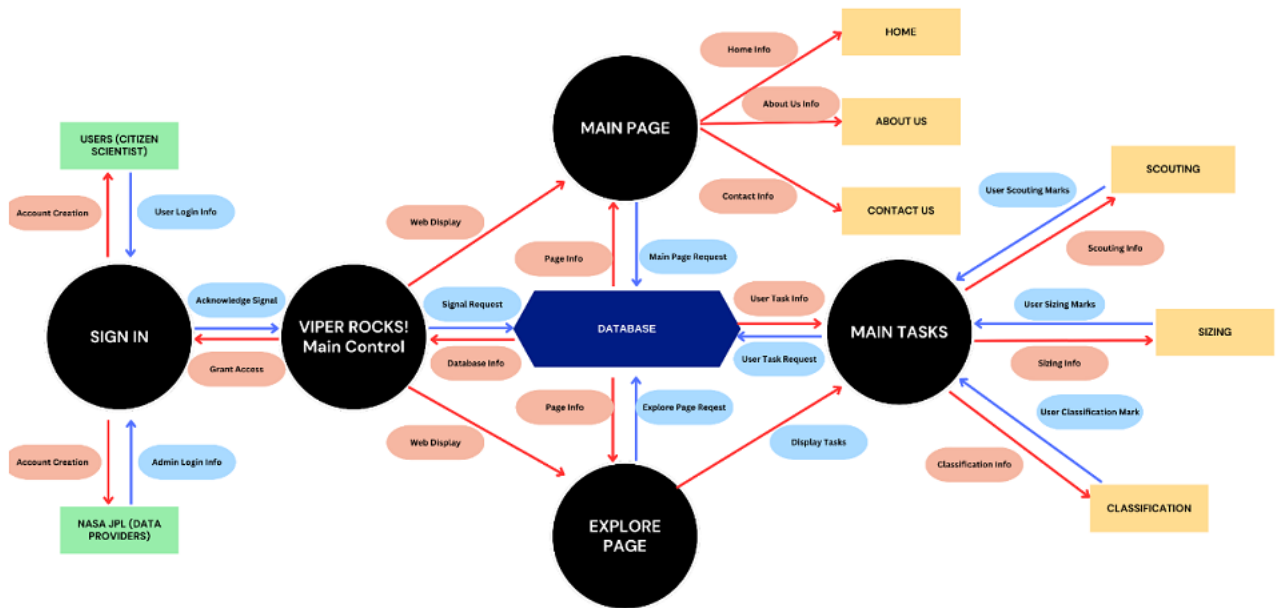 HOME
Home Info
MAIN PAGE
About Us Info
ABOUT US
USERS (CITIZEN
SCIENTIST)
Contact Info
CONTACT US
SCOUTING
User Scouting Marks
Account Creation
User Login Info
Web Display
Scouting Info
Page Info
Main Page Request
Acknowledge Signal
Signal Request
User Task Info
User Sizing Marks
SIGN IN
VIPER ROCKS!
Main Control
DATABASE
MAIN TASKS
SIZING
Grant Access
Database Info
User Task Request
Sizing Info
Page Info
Explore Page Reqest
User Classification Mark
Web Display
Display Tasks
Account Creation
Admin Login Info
Classification Info
NASA JPL (DATA
PROVIDERS)
EXPLORE
PAGE
CLASSIFICATION